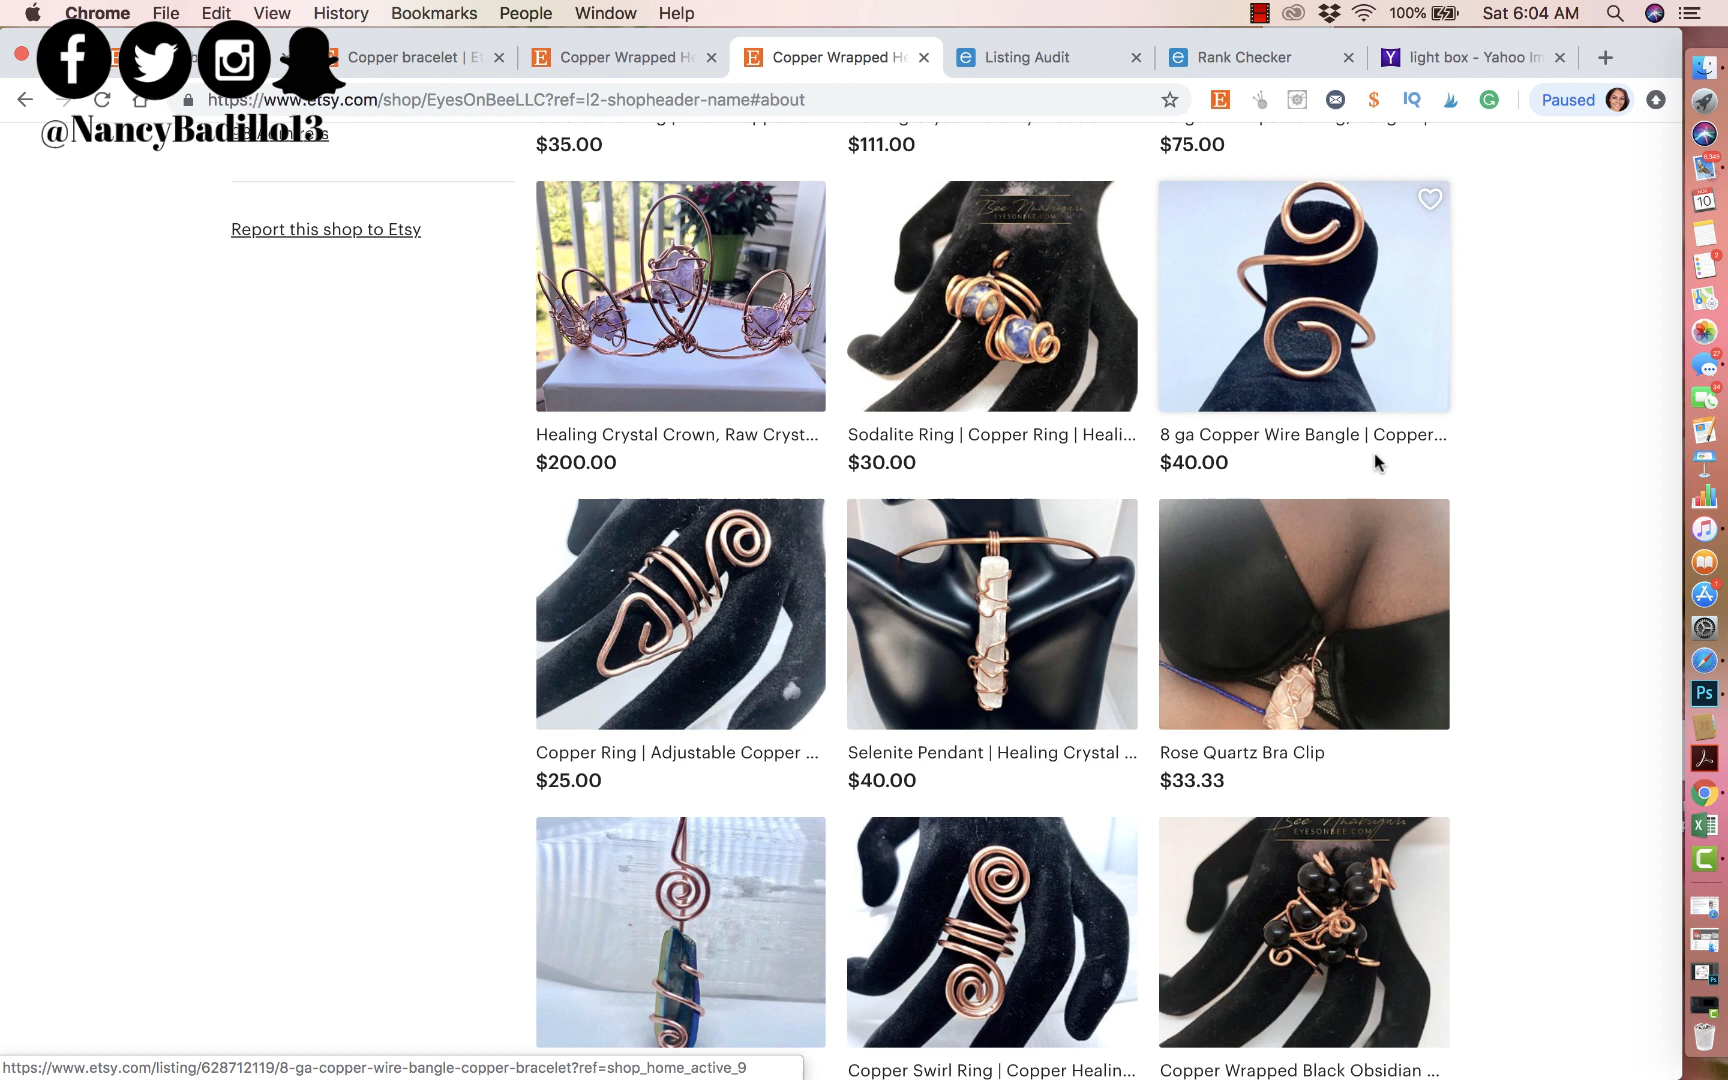 Chrome File Edit View History Bookmarks People Window Help
100% Sat 6:04 AM
Copper bracelet | E
Copper Wrapped He
Copper Wrapped He
Listing Audit
Rank Checker
light box - Yahoo Im
https://www.etsy.com/shop/EyesOnBeeLLC?ref=l2-shopheader-name#about
Paused
@NancyBadillo13
$35.00
$111.00
$75.00
Report this shop to Etsy
EYESONBEE.COM
Healing Crystal Crown, Raw Cryst...
$200.00
Sodalite Ring | Copper Ring | Heali...
$30.00
8 ga Copper Wire Bangle | Copper...
$40.00
Copper Ring | Adjustable Copper ...
$25.00
Selenite Pendant | Healing Crystal ...
$40.00
Rose Quartz Bra Clip
$33.33
EYESONBEE.COM
Copper Swirl Ring | Copper Healin...
Copper Wrapped Black Obsidian ...
https://www.etsy.com/listing/628712119/8-ga-copper-wire-bangle-copper-bracelet?ref=shop_home_active_9